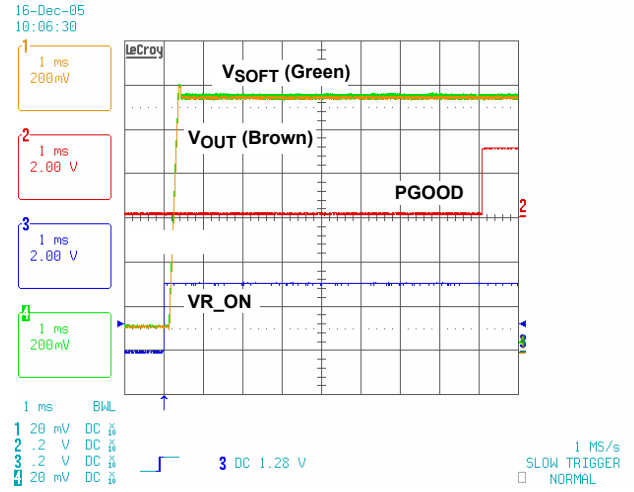 16-Dec-05
10:06:30
LeCroy
1
1 ms
200mV
2
1 ms
2.00 V
3
1 ms
2.00 V
4
1 ms
200mV
VSOFT (Green)
VOUT (Brown)
PGOOD
2
VR_ON
1 ms BWL
1 20 mV DC
2 .2 V DC
3 .2 V DC
4 20 mV DC
3 DC 1.28 V
1 MS/s
SLOW TRIGGER
NORMAL